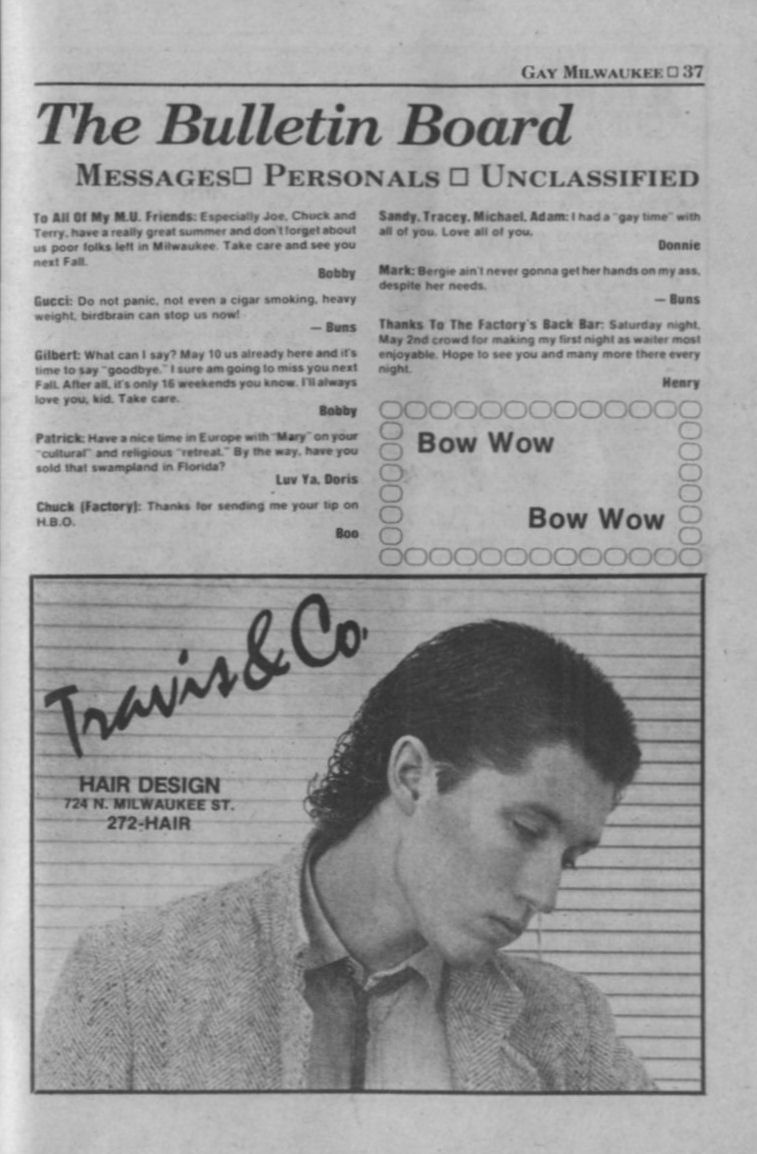 GAY MILWAUKEE □ 37
The Bulletin Board
MESSAGES□ PERSONALS □ UNCLASSIFIED
To All Of My M.U. Friends: Especially Joe, Chuck and
Terry, have a really great summer and don't forget about
us poor folks left in Milwaukee. Take care and see you
next Fall.
Bobby
Gucci: Do not panic, not even a cigar smoking, heavy
weight, birdbrain can stop us now!
— Buns
Gilbert: What can I say? May 10 us already here and it's
time to say "goodbye." I sure am going to miss you next
Fall. After all, it's only 16 weekends you know. I'll always
love you, kid. Take care.
Bobby
Patrick: Have a nice time in Europe with "Mary" on your
"cultural" and religious "retreat." By the way, have you
sold that swampland in Florida?
Luv Ya, Doris
Chuck (Factory): Thanks for sending me your tip on
H.B.O.
Boo
Sandy, Tracey, Michael, Adam: I had a "gay time" with
all of you. Love all of you.
Donnie
Mark: Bergie ain't never gonna get her hands on my ass,
despite her needs.
— Buns
Thanks To The Factory's Back Bar: Saturday night,
May 2nd crowd for making my first night as waiter most
enjoyable. Hope to see you and many more there every
night.
Henry
Bow Wow
Bow Wow
Travis & Co.
HAIR DESIGN
724 N. MILWAUKEE ST.
272-HAIR